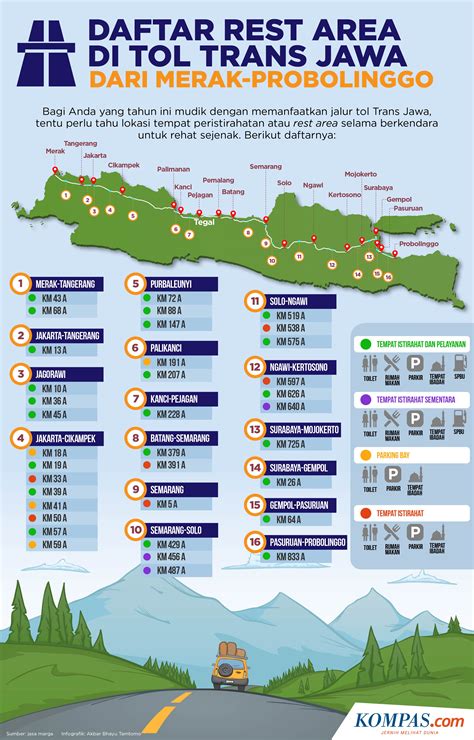 DAFTAR REST AREA
DI TOL TRANS JAWA
DARI MERAK-PROBOLINGGO
Bagi Anda yang tahun ini mudik dengan memanfaatkan jalur tol Trans Jawa,
tentu perlu tahu lokasi tempat peristirahatan atau rest area selama berkendara
untuk rehat sejenak. Berikut daftarnya:
Merak
Tangerang
Jakarta
Cikampek
Palimanan
Kanci
Pejagan
Pemalang
Batang
Semarang
Solo
Ngawi
Kertosono
Mojokerto
Surabaya
Gempol
Pasuruan
Probolinggo
Tegal
1
2
3
4
5
6
7
8
9
10
11
12
13
14
15
16
1 MERAK-TANGERANG
KM 43 A
KM 68 A
2 JAKARTA-TANGERANG
KM 13 A
3 JAGORAWI
KM 10 A
KM 36 A
KM 45 A
4 JAKARTA-CIKAMPEK
KM 18 A
KM 19 A
KM 33 A
KM 39 A
KM 41 A
KM 50 A
KM 57 A
KM 59 A
5 PURBALEUNYI
KM 72 A
KM 88 A
KM 147 A
6 PALIKANCI
KM 191 A
KM 207 A
7 KANCI-PEJAGAN
KM 228 A
8 BATANG-SEMARANG
KM 379 A
KM 391 A
9 SEMARANG
KM 5 A
10 SEMARANG-SOLO
KM 429 A
KM 456 A
KM 487 A
11 SOLO-NGAWI
KM 519 A
KM 538 A
KM 575 A
12 NGAWI-KERTOSONO
KM 597 A
KM 626 A
KM 640 A
13 SURABAYA-MOJOKERTO
KM 725 A
14 SURABAYA-GEMPOL
KM 26 A
15 GEMPOL-PASURUAN
KM 64 A
16 PASURUAN-PROBOLINGGO
KM 833 A
TEMPAT ISTIRAHAT DAN PELAYANAN
P
TOILET RUMAH MAKAN PARKIR TEMPAT IBADAH SPBU
TEMPAT ISTIRAHAT SEMENTARA
P
TOILET RUMAH MAKAN PARKIR TEMPAT IBADAH SPBU
PARKING BAY
P
TOILET PARKIR TEMPAT IBADAH
TEMPAT ISTIRAHAT
P
TOILET RUMAH MAKAN PARKIR TEMPAT IBADAH
Sumber: jasa marga
Infografik: Akbar Bhayu Tamtomo
KOMPAS.com
JERNIH MELIHAT DUNIA